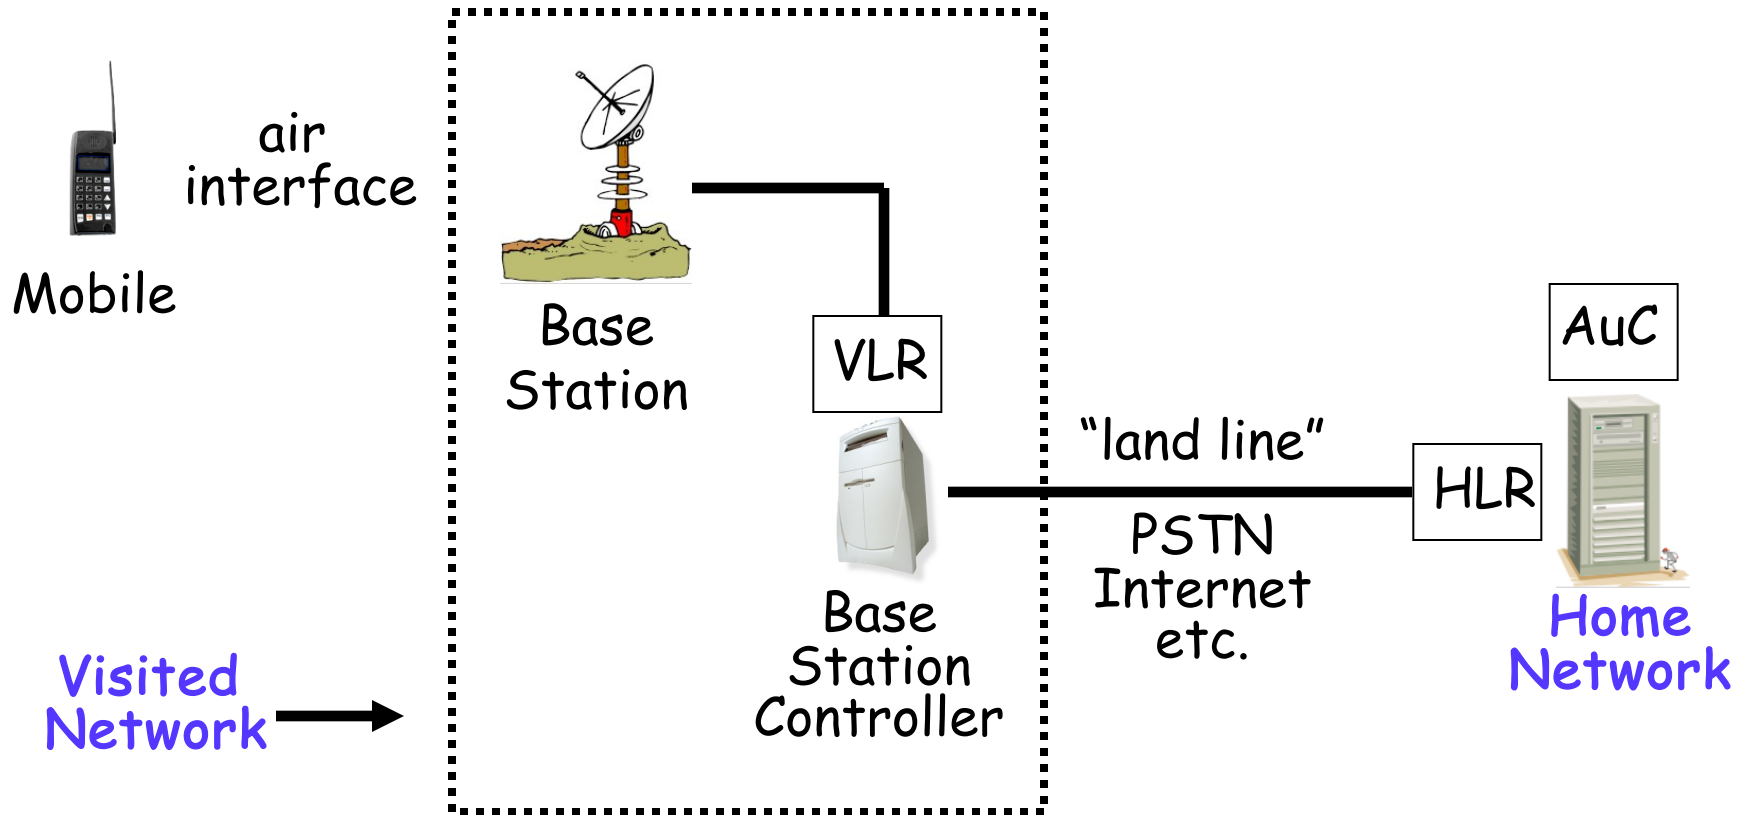 air
interface
Mobile
Base
Station
VLR
AuC
“land line”
HLR
PSTN
Internet
etc.
Base
Station
Controller
Home
Network
Visited
Network